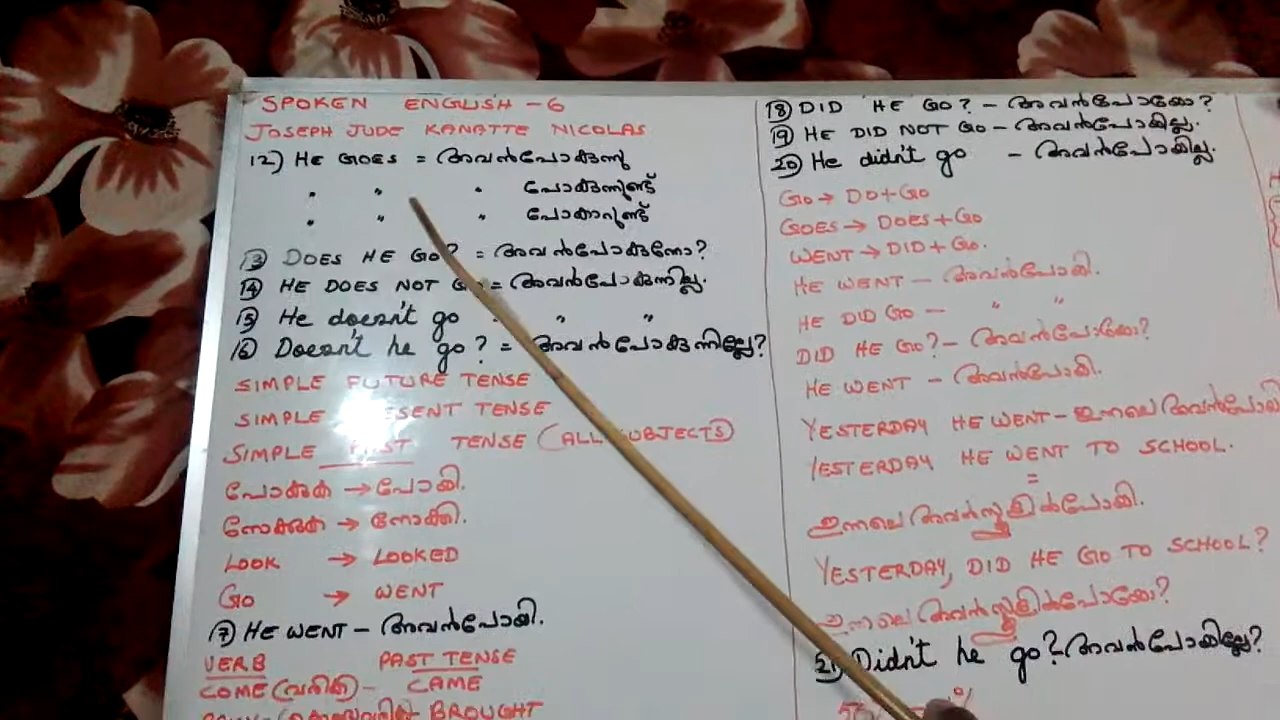 SPOKEN ENGLISH - 6
JOSEPH JUDE KANATTE NICOLAS
12) HE GOES = അവൻപോകുന്നു
" " " പോകുന്നുണ്ട്
" " " പോകാറുണ്ട്
13 DOES HE GO? = അവൻപോകുന്നോ?
14 HE DOES NOT GO = അവൻപോകുന്നില്ല.
15 He doesn't go " " "
16 Doesn't he go? = അവൻപോകുന്നില്ലേ?
SIMPLE FUTURE TENSE
SIMPLE PRESENT TENSE
SIMPLE PAST TENSE (ALL SUBJECTS)
പോകുക → പോയി.
നോക്കുക → നോക്കി.
LOOK → LOOKED
GO → WENT
17 HE WENT - അവൻപോയി.
VERB PAST TENSE
COME (വരിക) - CAME
BROUGHT
18 DID HE GO? - അവൻപോയോ?
19 HE DID NOT GO - അവൻപോയില്ല.
20 He didn't go - അവൻപോയില്ല.
GO → DO+GO
GOES → DOES+GO
WENT → DID+GO.
HE WENT - അവൻപോയി.
HE DID GO - " "
DID HE GO? - അവൻപോയോ?
HE WENT - അവൻപോയി.
YESTERDAY HE WENT - ഇന്നലെ അവൻപോയി
YESTERDAY HE WENT TO SCHOOL.
=
ഇന്നലെ അവൻസ്കൂളിൽപോയി.
YESTERDAY, DID HE GO TO SCHOOL?
ഇന്നലെ അവൻസ്കൂളിൽപോയോ?
21 Didn't he go? അവൻപോയില്ലേ?